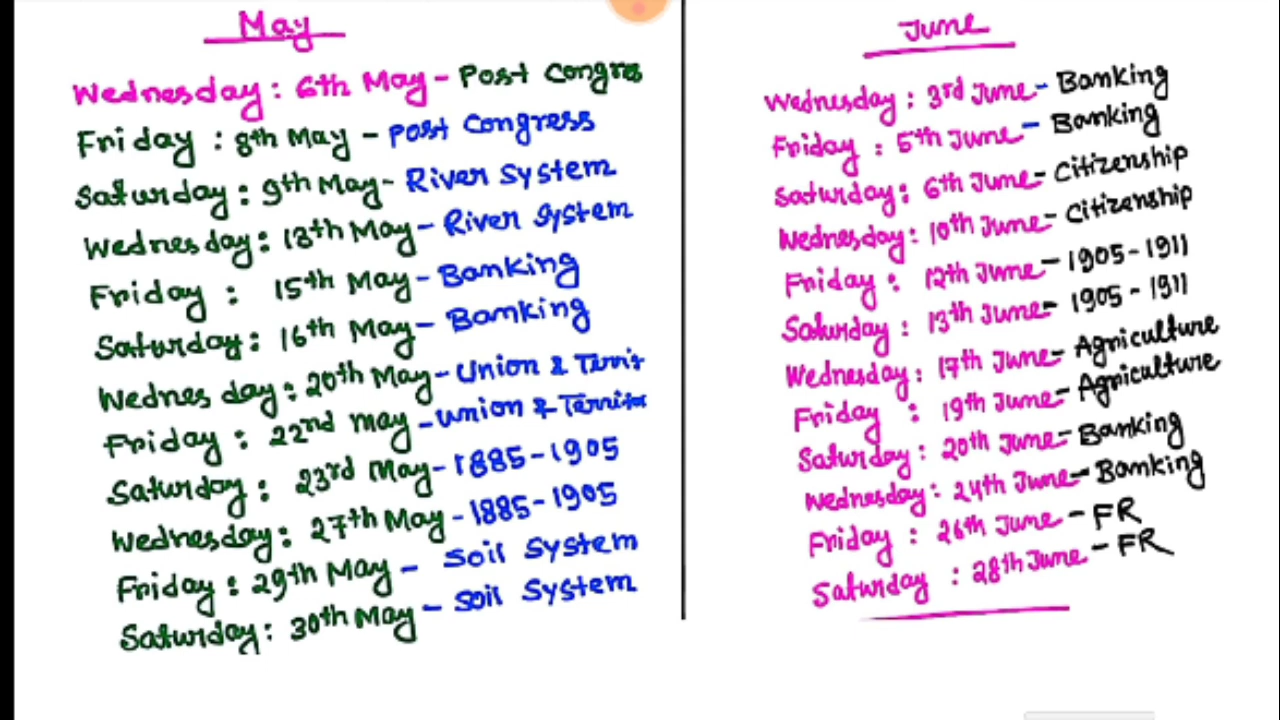 May
Wednesday: 6th May - Post Congres
Friday : 8th May - Post Congress
Saturday : 9th May - River System
Wednesday : 13th May - River System
Friday : 15th May - Banking
Saturday : 16th May - Banking
Wednesday : 20th May - Union & Territ
Friday : 22nd May - Union & Territor
Saturday : 23rd May - 1885-1905
Wednesday : 27th May - 1885-1905
Friday : 29th May - Soil System
Saturday : 30th May - Soil System
June
Wednesday : 3rd June - Banking
Friday : 5th June - Banking
Saturday : 6th June - Citizenship
Wednesday : 10th June - Citizenship
Friday : 12th June - 1905-1911
Saturday : 13th June - 1905-1911
Wednesday : 17th June - Agriculture
Friday : 19th June - Agriculture
Saturday : 20th June - Banking
Wednesday : 24th June - Banking
Friday : 26th June - FR
Saturday : 28th June - FR